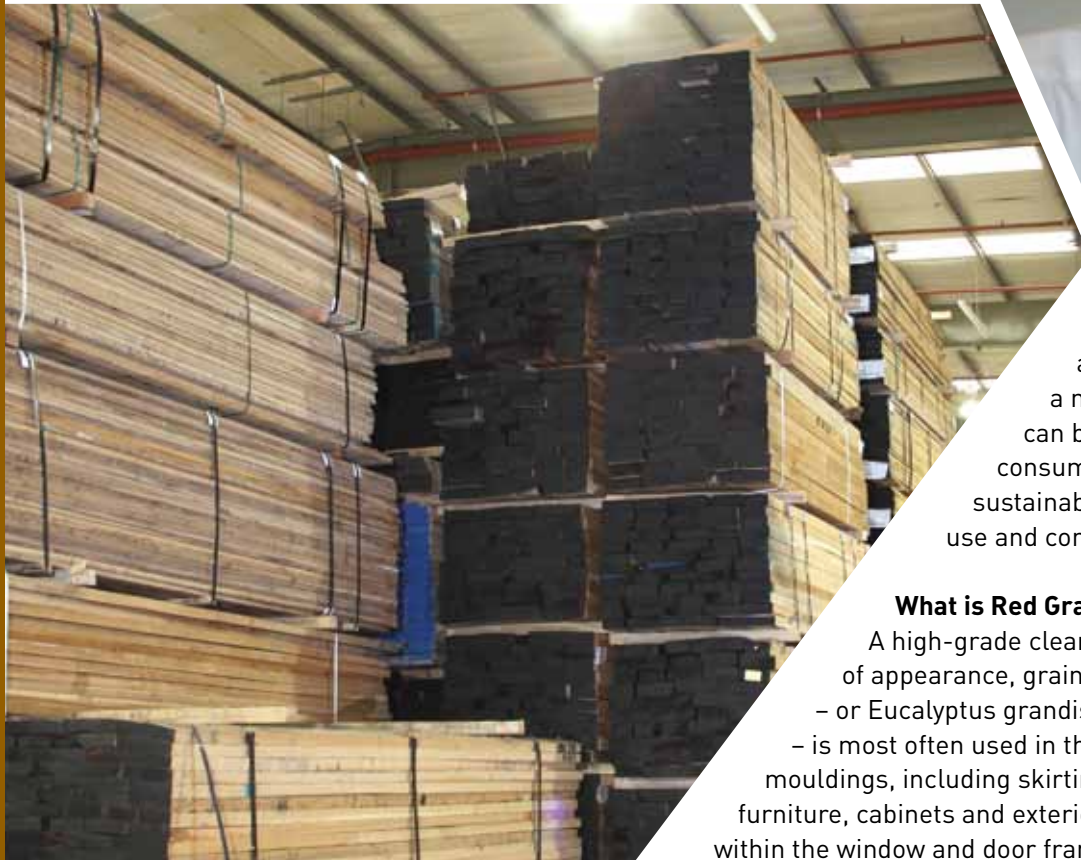 a
a n
can b
consum
sustainab
use and con
What is Red Gra
A high-grade clear
of appearance, grain
– or Eucalyptus grandis
– is most often used in th
mouldings, including skirtin
furniture, cabinets and exterio
within the window and door fra